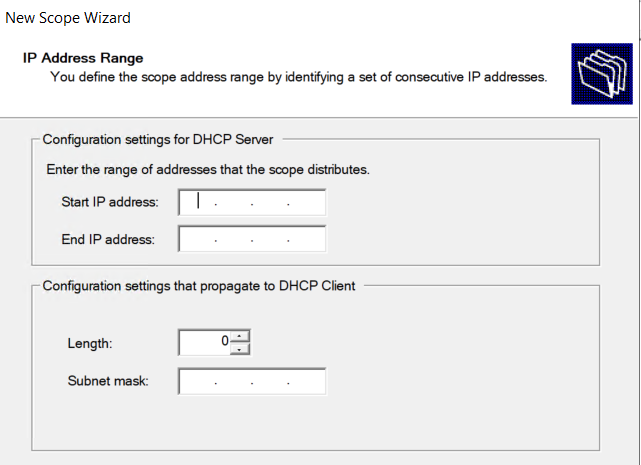 New Scope Wizard
IP Address Range
You define the scope address range by identifying a set of consecutive IP addresses.
Configuration settings for DHCP Server
Enter the range of addresses that the scope distributes.
Start IP address: . . .
End IP address: . . .
Configuration settings that propagate to DHCP Client
Length: 0
Subnet mask: . . .